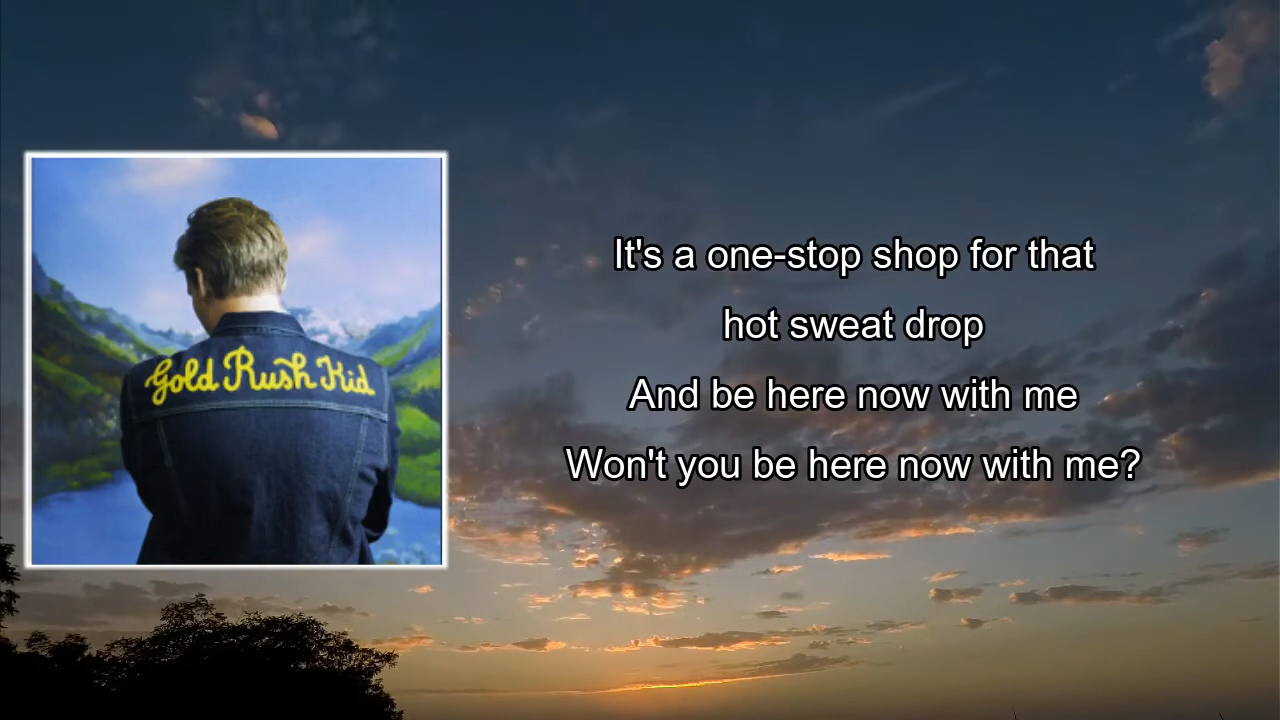 Gold Rush Kid
It's a one-stop shop for that
hot sweat drop
And be here now with me
Won't you be here now with me?